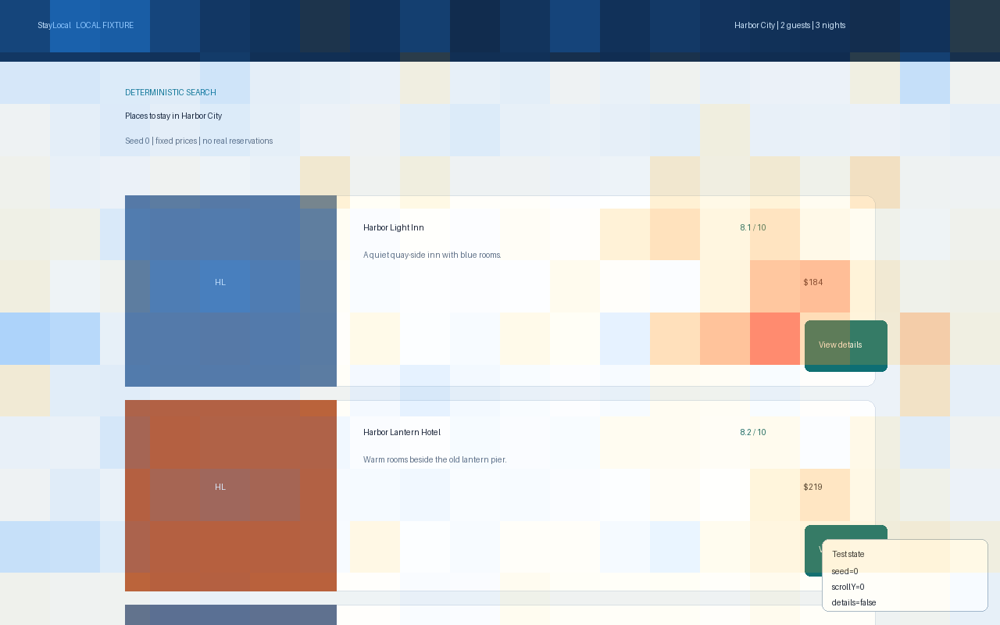 StayLocal LOCAL FIXTURE
Harbor City | 2 guests | 3 nights
DETERMINISTIC SEARCH
Places to stay in Harbor City
Seed 0 | fixed prices | no real reservations
Harbor Light Inn
8.1 / 10
A quiet quay-side inn with blue rooms.
HL
$184
View details
Harbor Lantern Hotel
8.2 / 10
Warm rooms beside the old lantern pier.
HL
$219
Test state
seed=0
scrollY=0
details=false